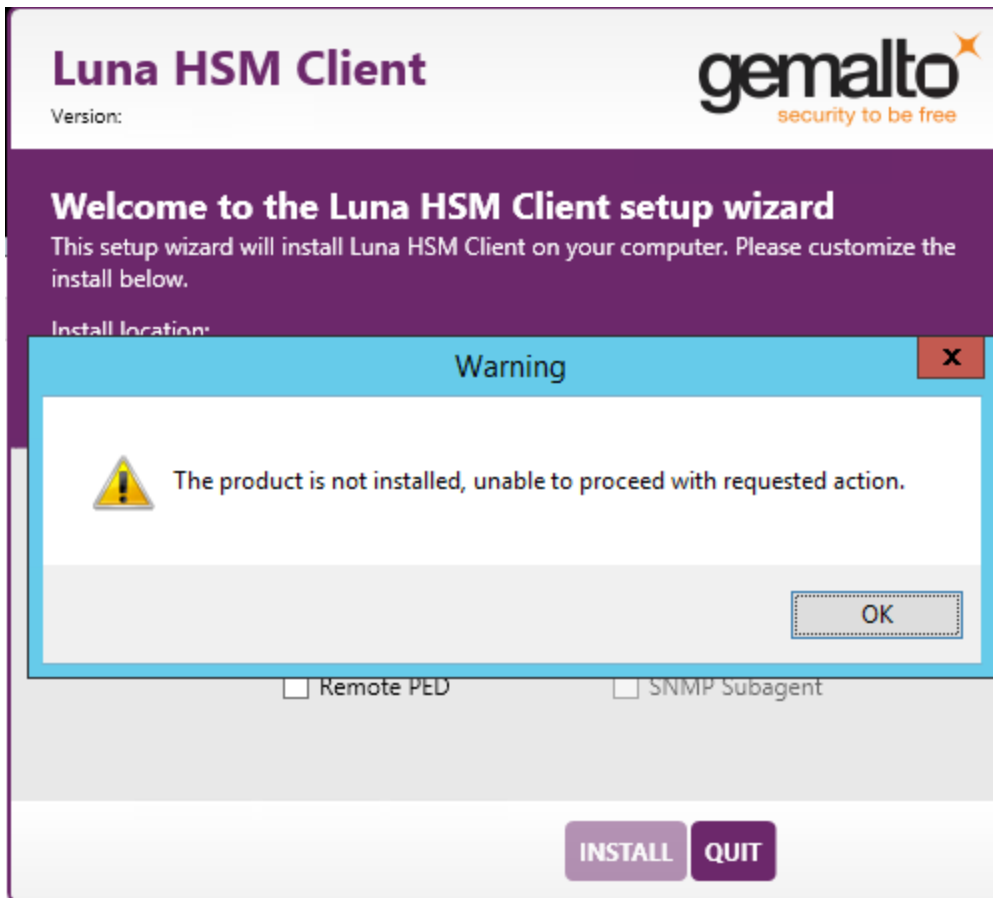 Luna HSM Client
gemalto
security to be free
Version:
Welcome to the Luna HSM Client setup wizard
This setup wizard will install Luna HSM Client on your computer. Please customize the
install below.
Install location:
Warning
x
The product is not installed, unable to proceed with requested action.
OK
Remote PED
SNMP Subagent
INSTALL
QUIT